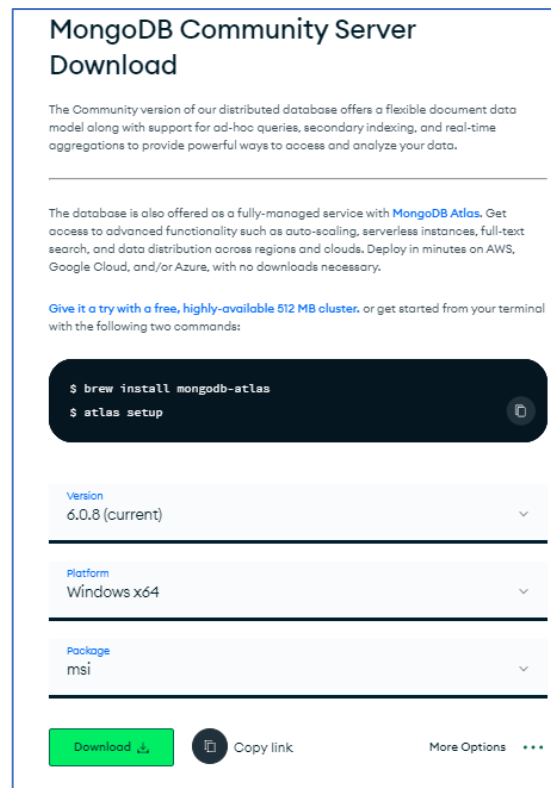 MongoDB Community Server
Download
The Community version of our distributed database offers a flexible document data
model along with support for ad-hoc queries, secondary indexing, and real-time
aggregations to provide powerful ways to access and analyze your data.
The database is also offered as a fully-managed service with MongoDB Atlas. Get
access to advanced functionality such as auto-scaling, serverless instances, full-text
search, and data distribution across regions and clouds. Deploy in minutes on AWS,
Google Cloud, and/or Azure, with no downloads necessary.
Give it a try with a free, highly-available 512 MB cluster. or get started from your terminal
with the following two commands:
$ brew install mongodb-atlas
$ atlas setup
Version
6.0.8 (current)
Platform
Windows x64
Package
msi
Download Copy link More Options